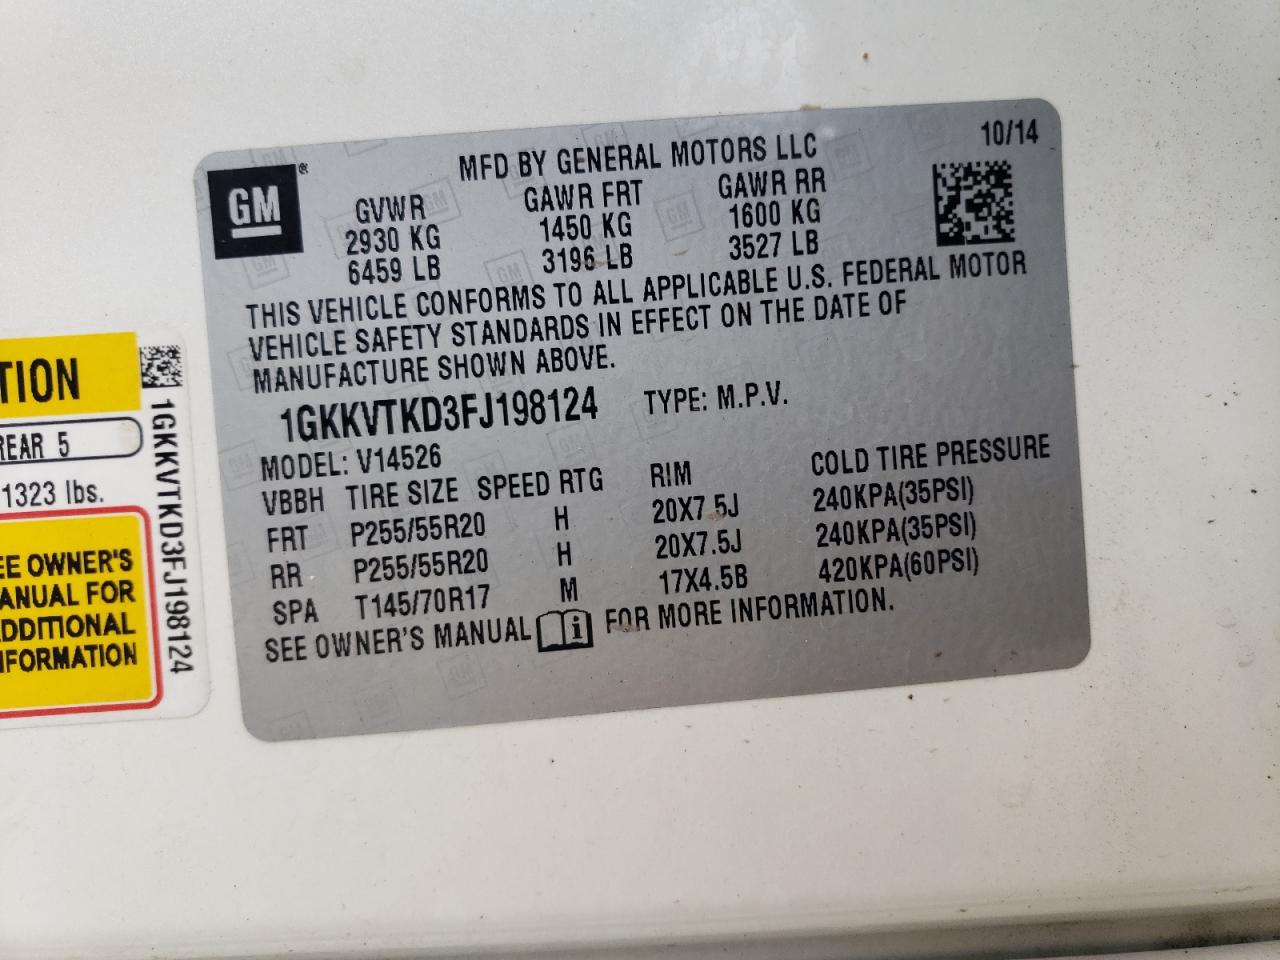 10/14
MFD BY GENERAL MOTORS LLC
GM ®
GVWR GAWR FRT GAWR RR
2930 KG 1450 KG 1600 KG
6459 LB 3196 LB 3527 LB
THIS VEHICLE CONFORMS TO ALL APPLICABLE U.S. FEDERAL MOTOR
VEHICLE SAFETY STANDARDS IN EFFECT ON THE DATE OF
MANUFACTURE SHOWN ABOVE.
1GKKVTKD3FJ198124 TYPE: M.P.V.
MODEL: V14526
VBBH TIRE SIZE SPEED RTG RIM COLD TIRE PRESSURE
FRT P255/55R20 H 20X7.5J 240KPA(35PSI)
RR P255/55R20 H 20X7.5J 240KPA(35PSI)
SPA T145/70R17 M 17X4.5B 420KPA(60PSI)
SEE OWNER'S MANUAL i FOR MORE INFORMATION.
TION
REAR 5
1323 lbs.
EE OWNER'S
ANUAL FOR
DDITIONAL
NFORMATION
1GKKVTKD3FJ198124